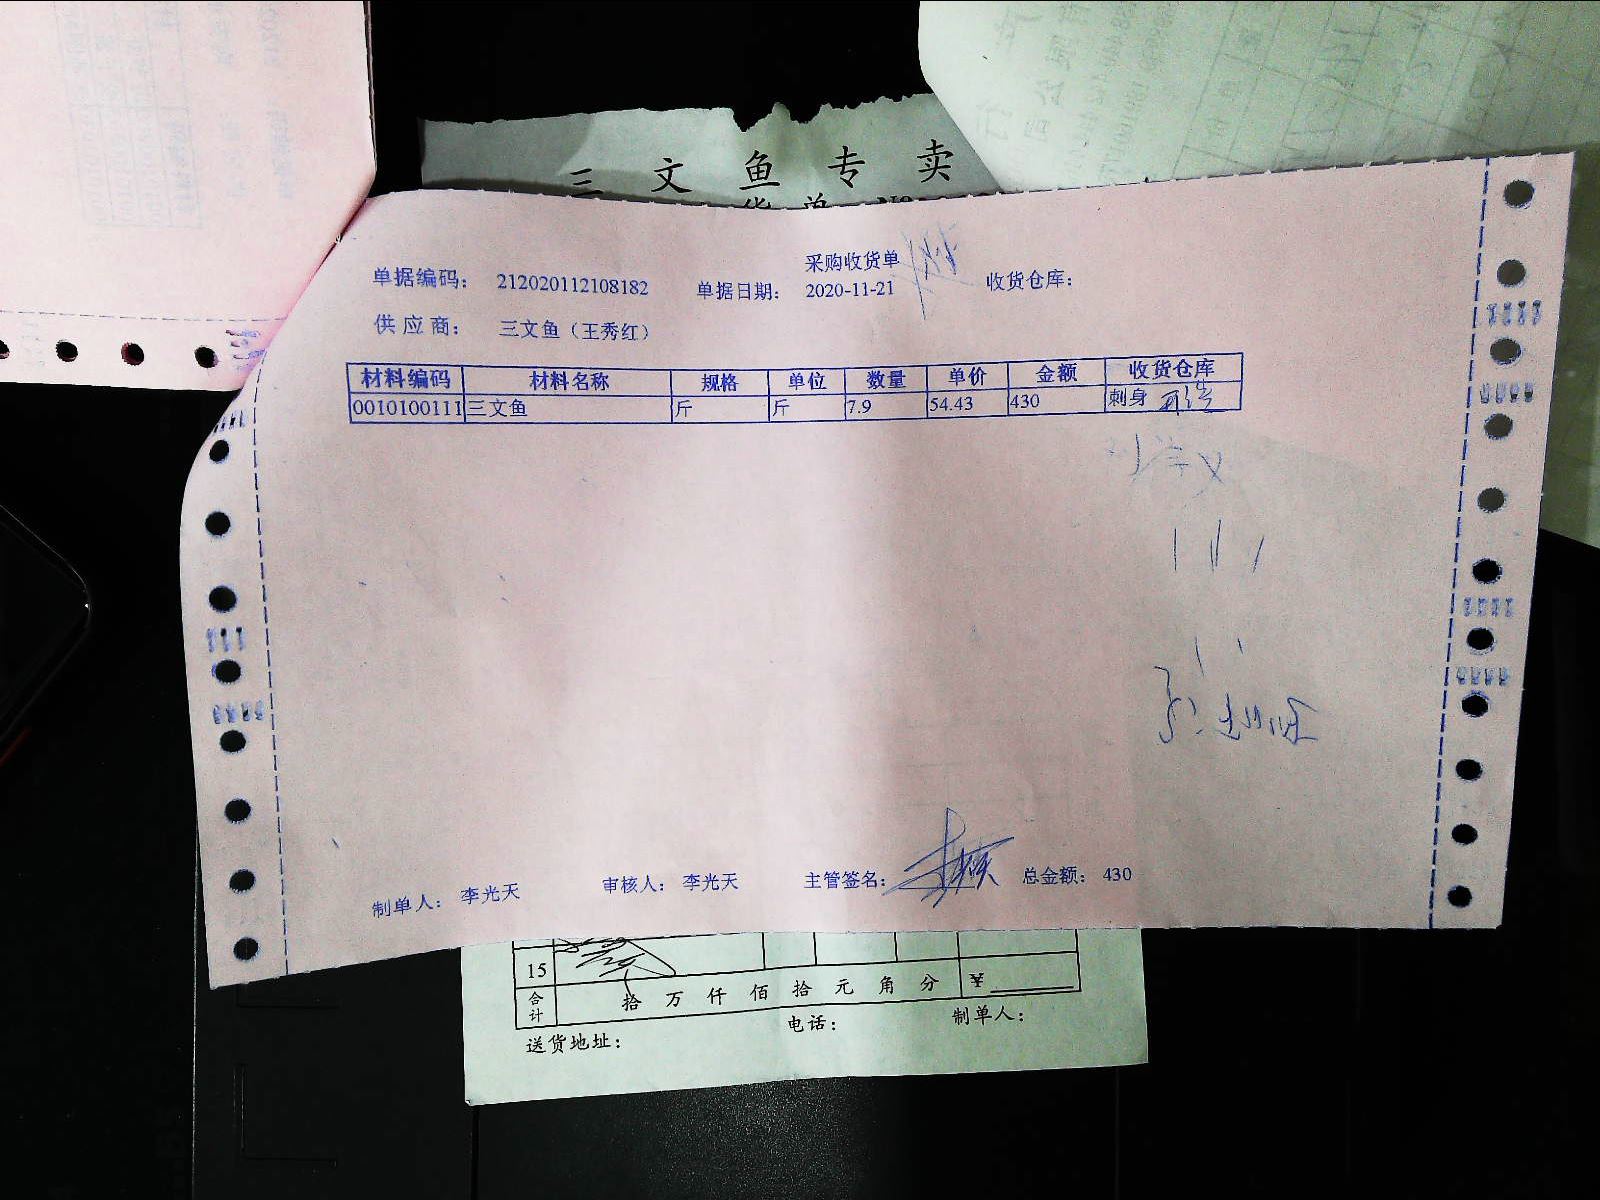 三文鱼专卖
采购收货单
单据编码： 212020112108182 单据日期： 2020-11-21 收货仓库：
供应商： 三文鱼（王秀红）
材料编码 材料名称 规格 单位 数量 单价 金额 收货仓库
0010100111 三文鱼 斤 斤 7.9 54.43 430 刺身
制单人： 李光天 审核人： 李光天 主管签名： 总金额： 430
15
合计 拾万仟佰拾元角分 ¥
送货地址： 电话： 制单人：